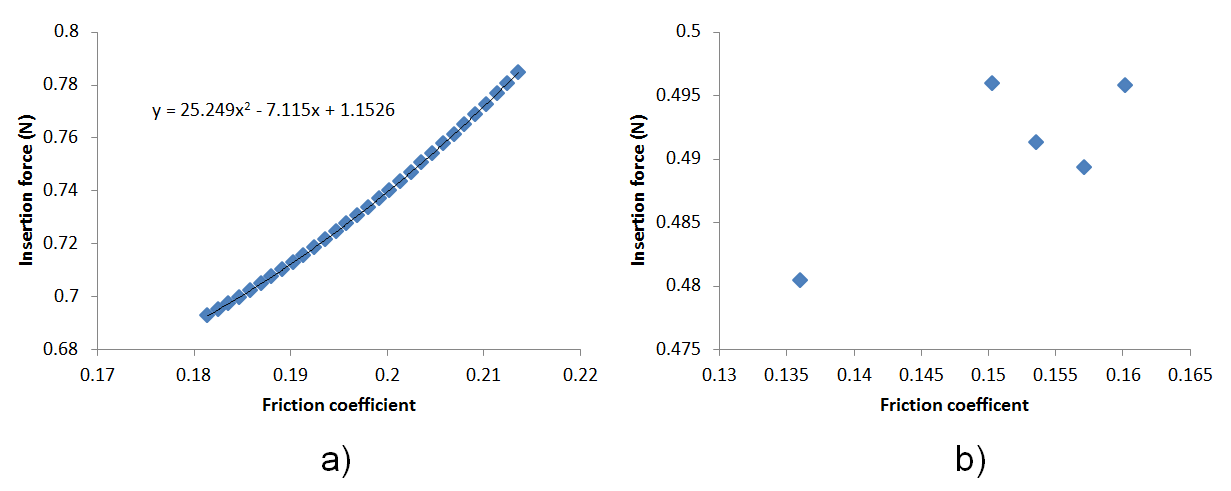 0.8
0.78
0.76
0.74
0.72
0.7
0.68
0.17 0.18 0.19 0.2 0.21 0.22
Insertion force (N)
Friction coefficient
y = 25.249x² - 7.115x + 1.1526
a)
0.5
0.495
0.49
0.485
0.48
0.475
0.13 0.135 0.14 0.145 0.15 0.155 0.16 0.165
Insertion force (N)
Friction coefficent
b)